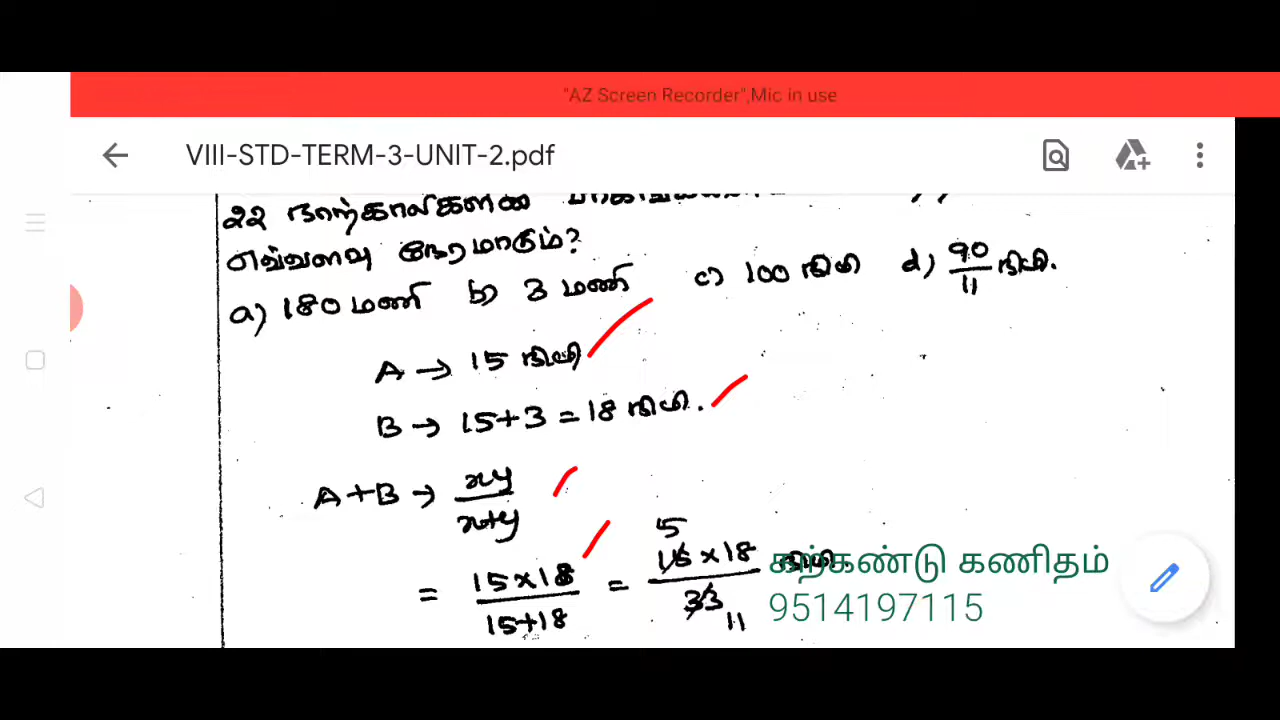 "AZ Screen Recorder",Mic in use
VIII-STD-TERM-3-UNIT-2.pdf
22 நாற்காலிகளை
எவ்வளவு நேரமாகும்?
a) 180 மணி b) 3 மணி c) 100 நிமி d) 90/11 நிமி.
A → 15 நிமி
B → 15+3 = 18 நிமி.
A+B → xy/x+y
= 15×18/15+18 = 15×18/33 நிமி.
5
11
கற்கண்டு கணிதம்
9514197115